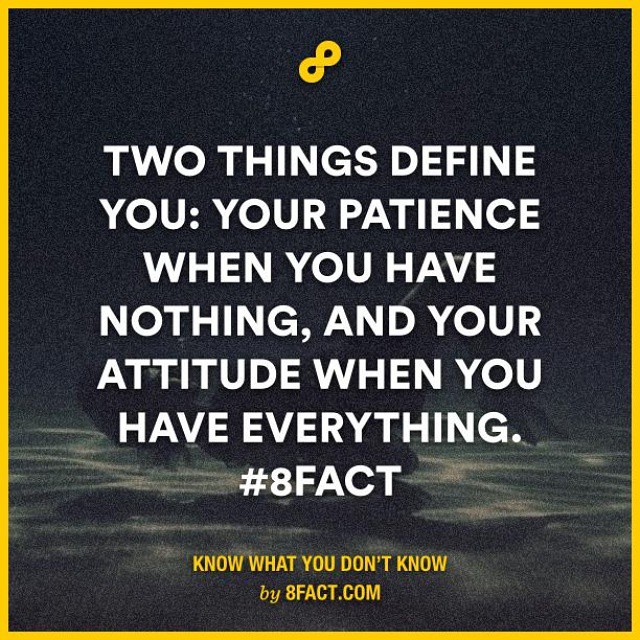 TWO THINGS DEFINE
YOU: YOUR PATIENCE
WHEN YOU HAVE
NOTHING, AND YOUR
ATTITUDE WHEN YOU
HAVE EVERYTHING.
#8FACT
KNOW WHAT YOU DON'T KNOW
by 8FACT.COM